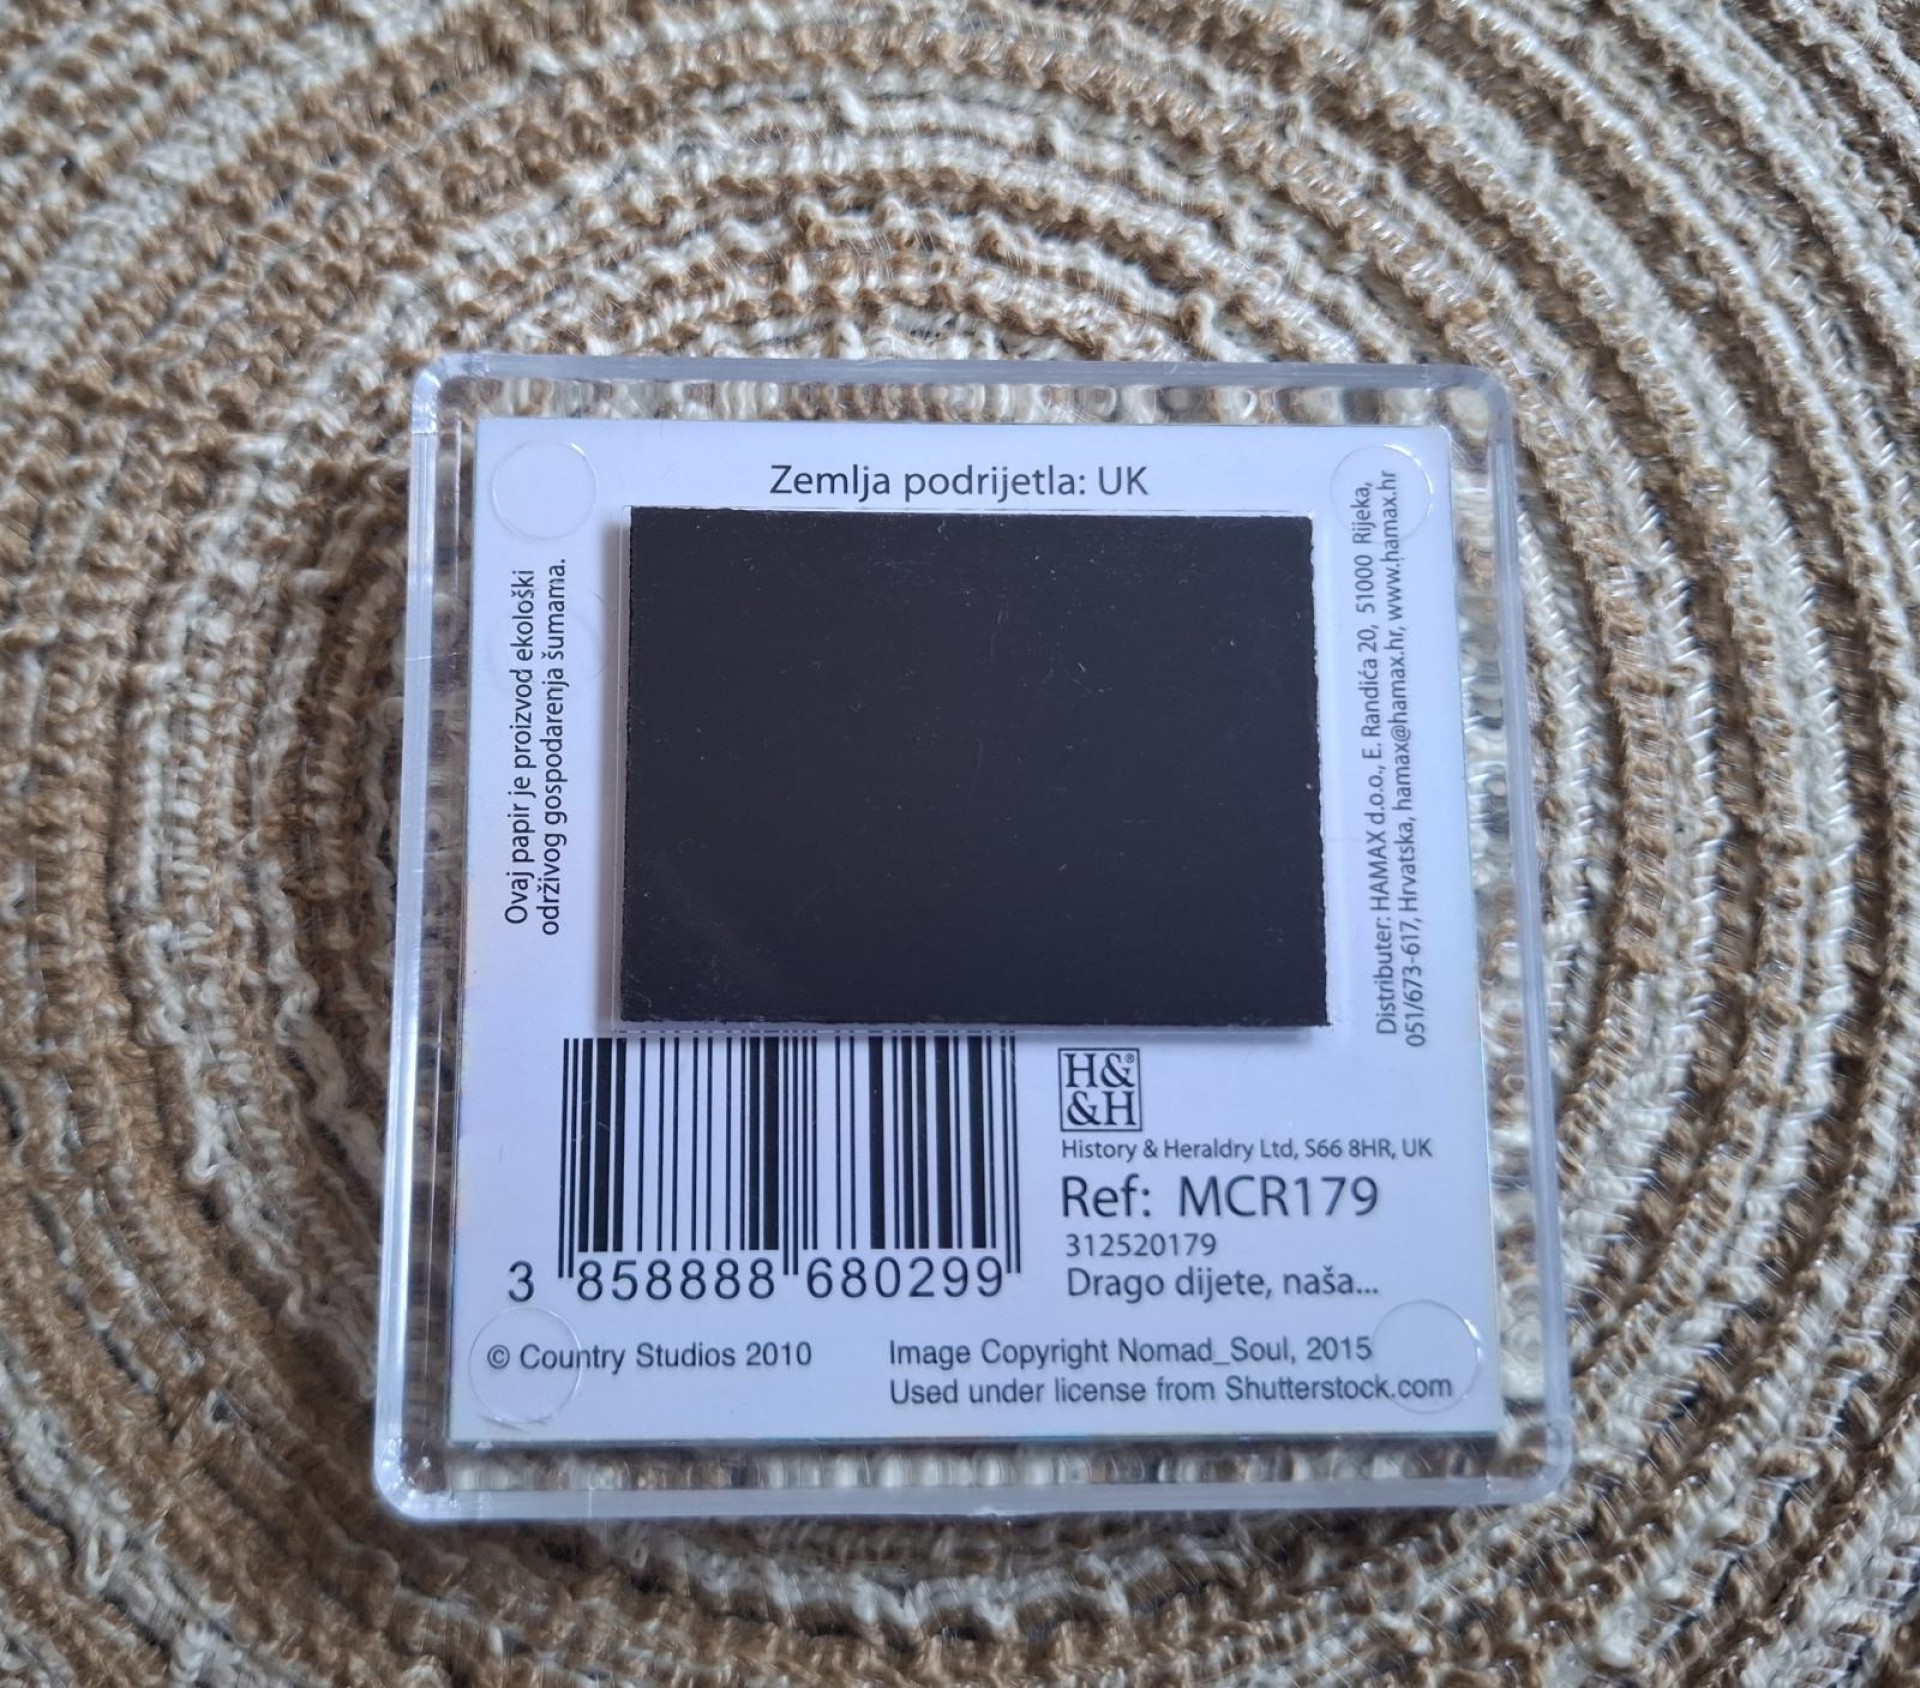 Zemlja podrijetla: UK
Ovaj papir je proizvod ekološki
održivog gospodarenja šumama.
Distributer: HAMAX d.o.o., E. Randića 20, 51000 Rijeka,
051/673-617, Hrvatska, hamax@hamax.hr, www.hamax.hr
H&®
&H
History & Heraldry Ltd, S66 8HR, UK
Ref: MCR179
312520179
Drago dijete, naša...
3 858888 680299
© Country Studios 2010
Image Copyright Nomad_Soul, 2015
Used under license from Shutterstock.com